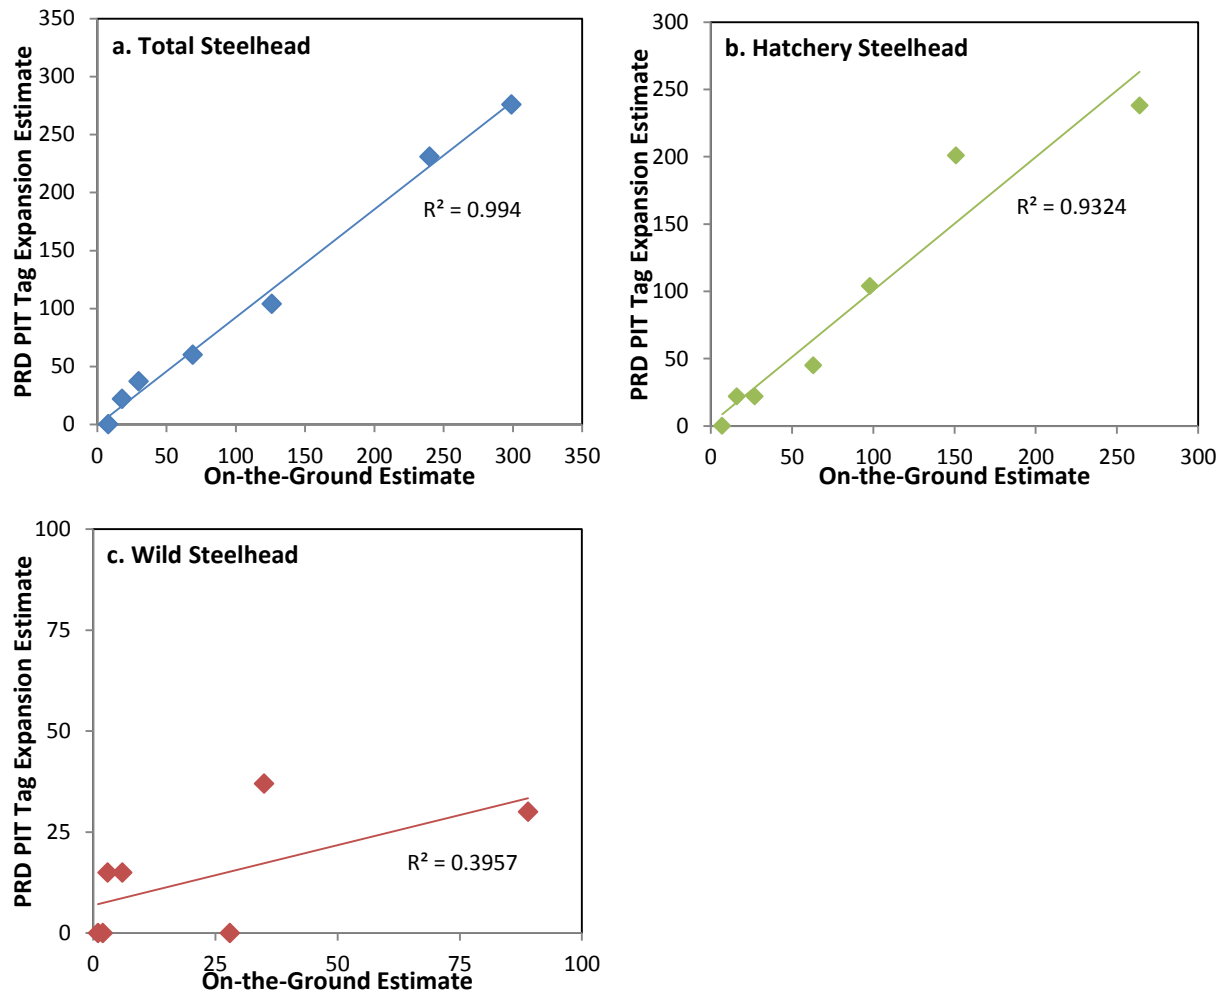 a. Total Steelhead
PRD PIT Tag Expansion Estimate
350
300
250
200
150
100
50
0
R² = 0.994
0 50 100 150 200 250 300 350
On-the-Ground Estimate
b. Hatchery Steelhead
PRD PIT Tag Expansion Estimate
300
250
200
150
100
50
0
R² = 0.9324
0 50 100 150 200 250 300
On-the-Ground Estimate
c. Wild Steelhead
PRD PIT Tag Expansion Estimate
100
75
50
25
0
R² = 0.3957
0 25 50 75 100
On-the-Ground Estimate